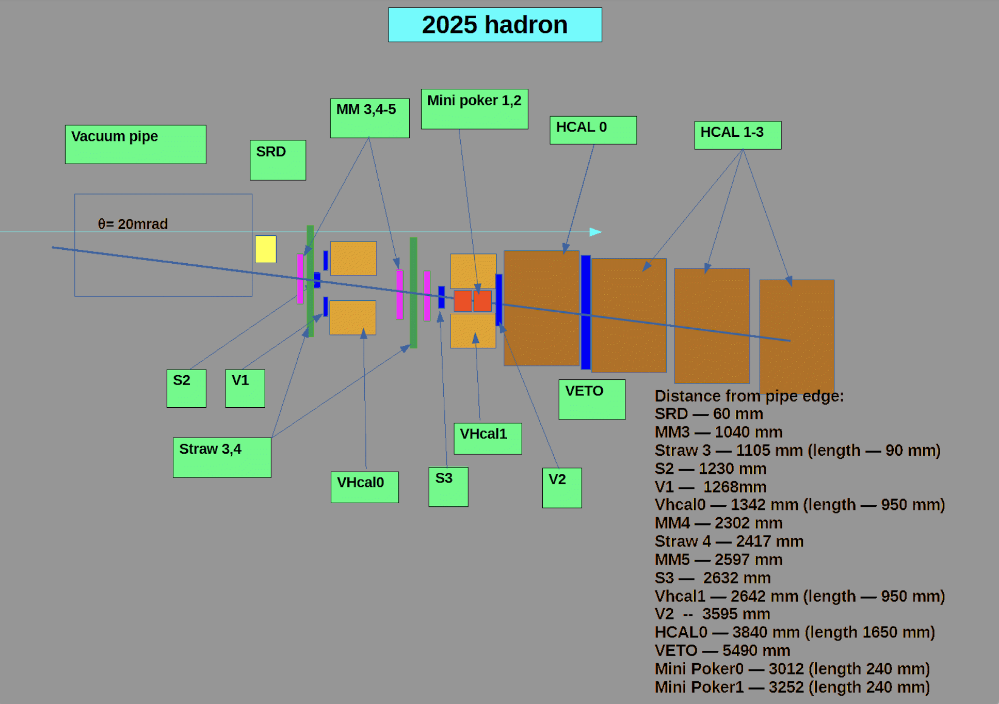 2025 hadron
Mini poker 1,2
MM 3,4-5
HCAL 0
HCAL 1-3
Vacuum pipe
SRD
θ= 20mrad
S2
V1
VETO
VHcal1
Straw 3,4
VHcal0
S3
V2
Distance from pipe edge:
SRD — 60 mm
MM3 — 1040 mm
Straw 3 — 1105 mm (length — 90 mm)
S2 — 1230 mm
V1 —  1268mm
Vhcal0 — 1342 mm (length — 950 mm)
MM4 — 2302 mm
Straw 4 — 2417 mm
MM5 — 2597 mm
S3 —  2632 mm
Vhcal1 — 2642 mm (length — 950 mm)
V2  --  3595 mm
HCAL0 — 3840 mm (length 1650 mm)
VETO — 5490 mm
Mini Poker0 — 3012 (length 240 mm)
Mini Poker1 — 3252 (length 240 mm)